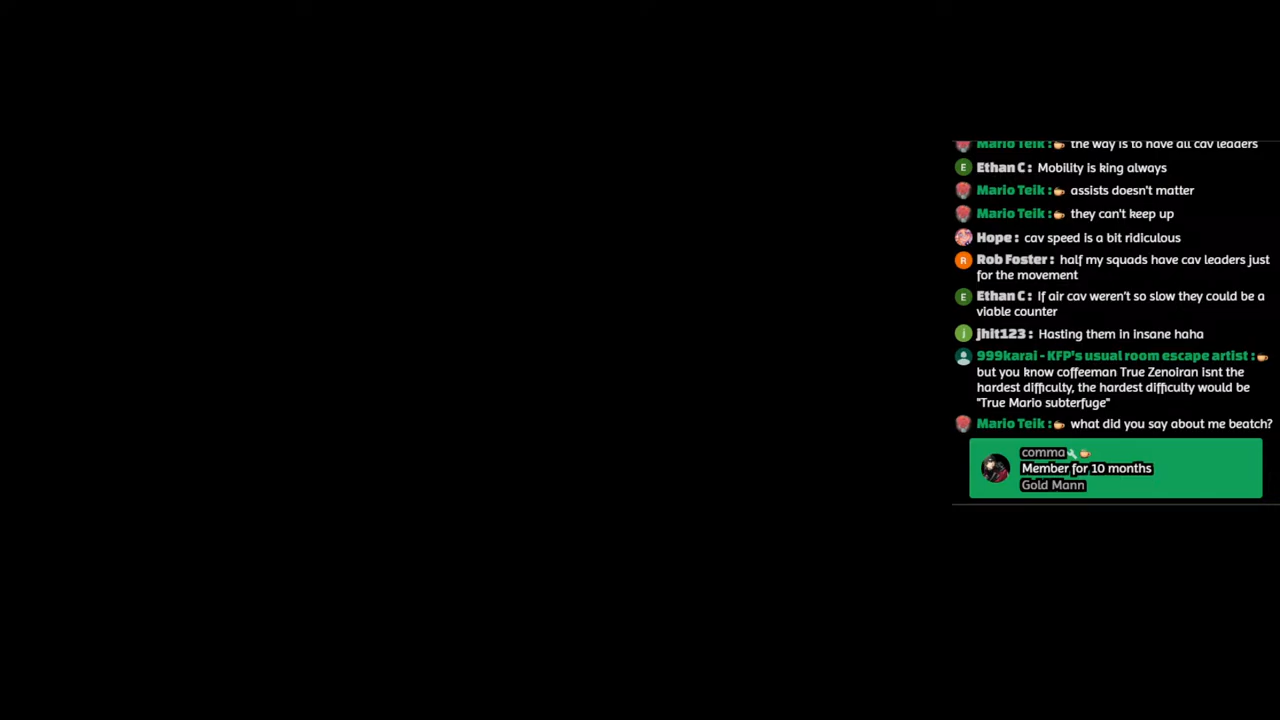 Mario Teik : the way is to have all cav leaders
Ethan C : Mobility is king always
Mario Teik : assists doesn't matter
Mario Teik : they can't keep up
Hope : cav speed is a bit ridiculous
R Rob Foster : half my squads have cav leaders just
for the movement
E Ethan C : If air cav weren't so slow they could be a
viable counter
j jhit123 : Hasting them in insane haha
999karai - KFP's usual room escape artist :
but you know coffeeman True Zenoiran isnt the
hardest difficulty, the hardest difficulty would be
"True Mario subterfuge"
Mario Teik : what did you say about me beatch?
comma
Member for 10 months
Gold Mann